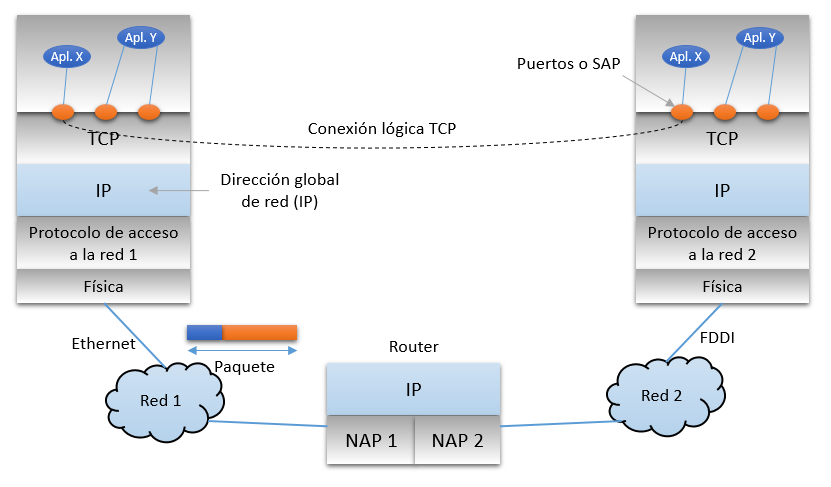 Apl. X
Apl. Y
TCP
IP
Protocolo de acceso
a la red 1
Física
Conexión lógica TCP
Puertos o SAP
Dirección global
de red (IP)
Apl. X
Apl. Y
TCP
IP
Protocolo de acceso
a la red 2
Física
Ethernet
Paquete
Red 1
Router
IP
NAP 1
NAP 2
FDDI
Red 2